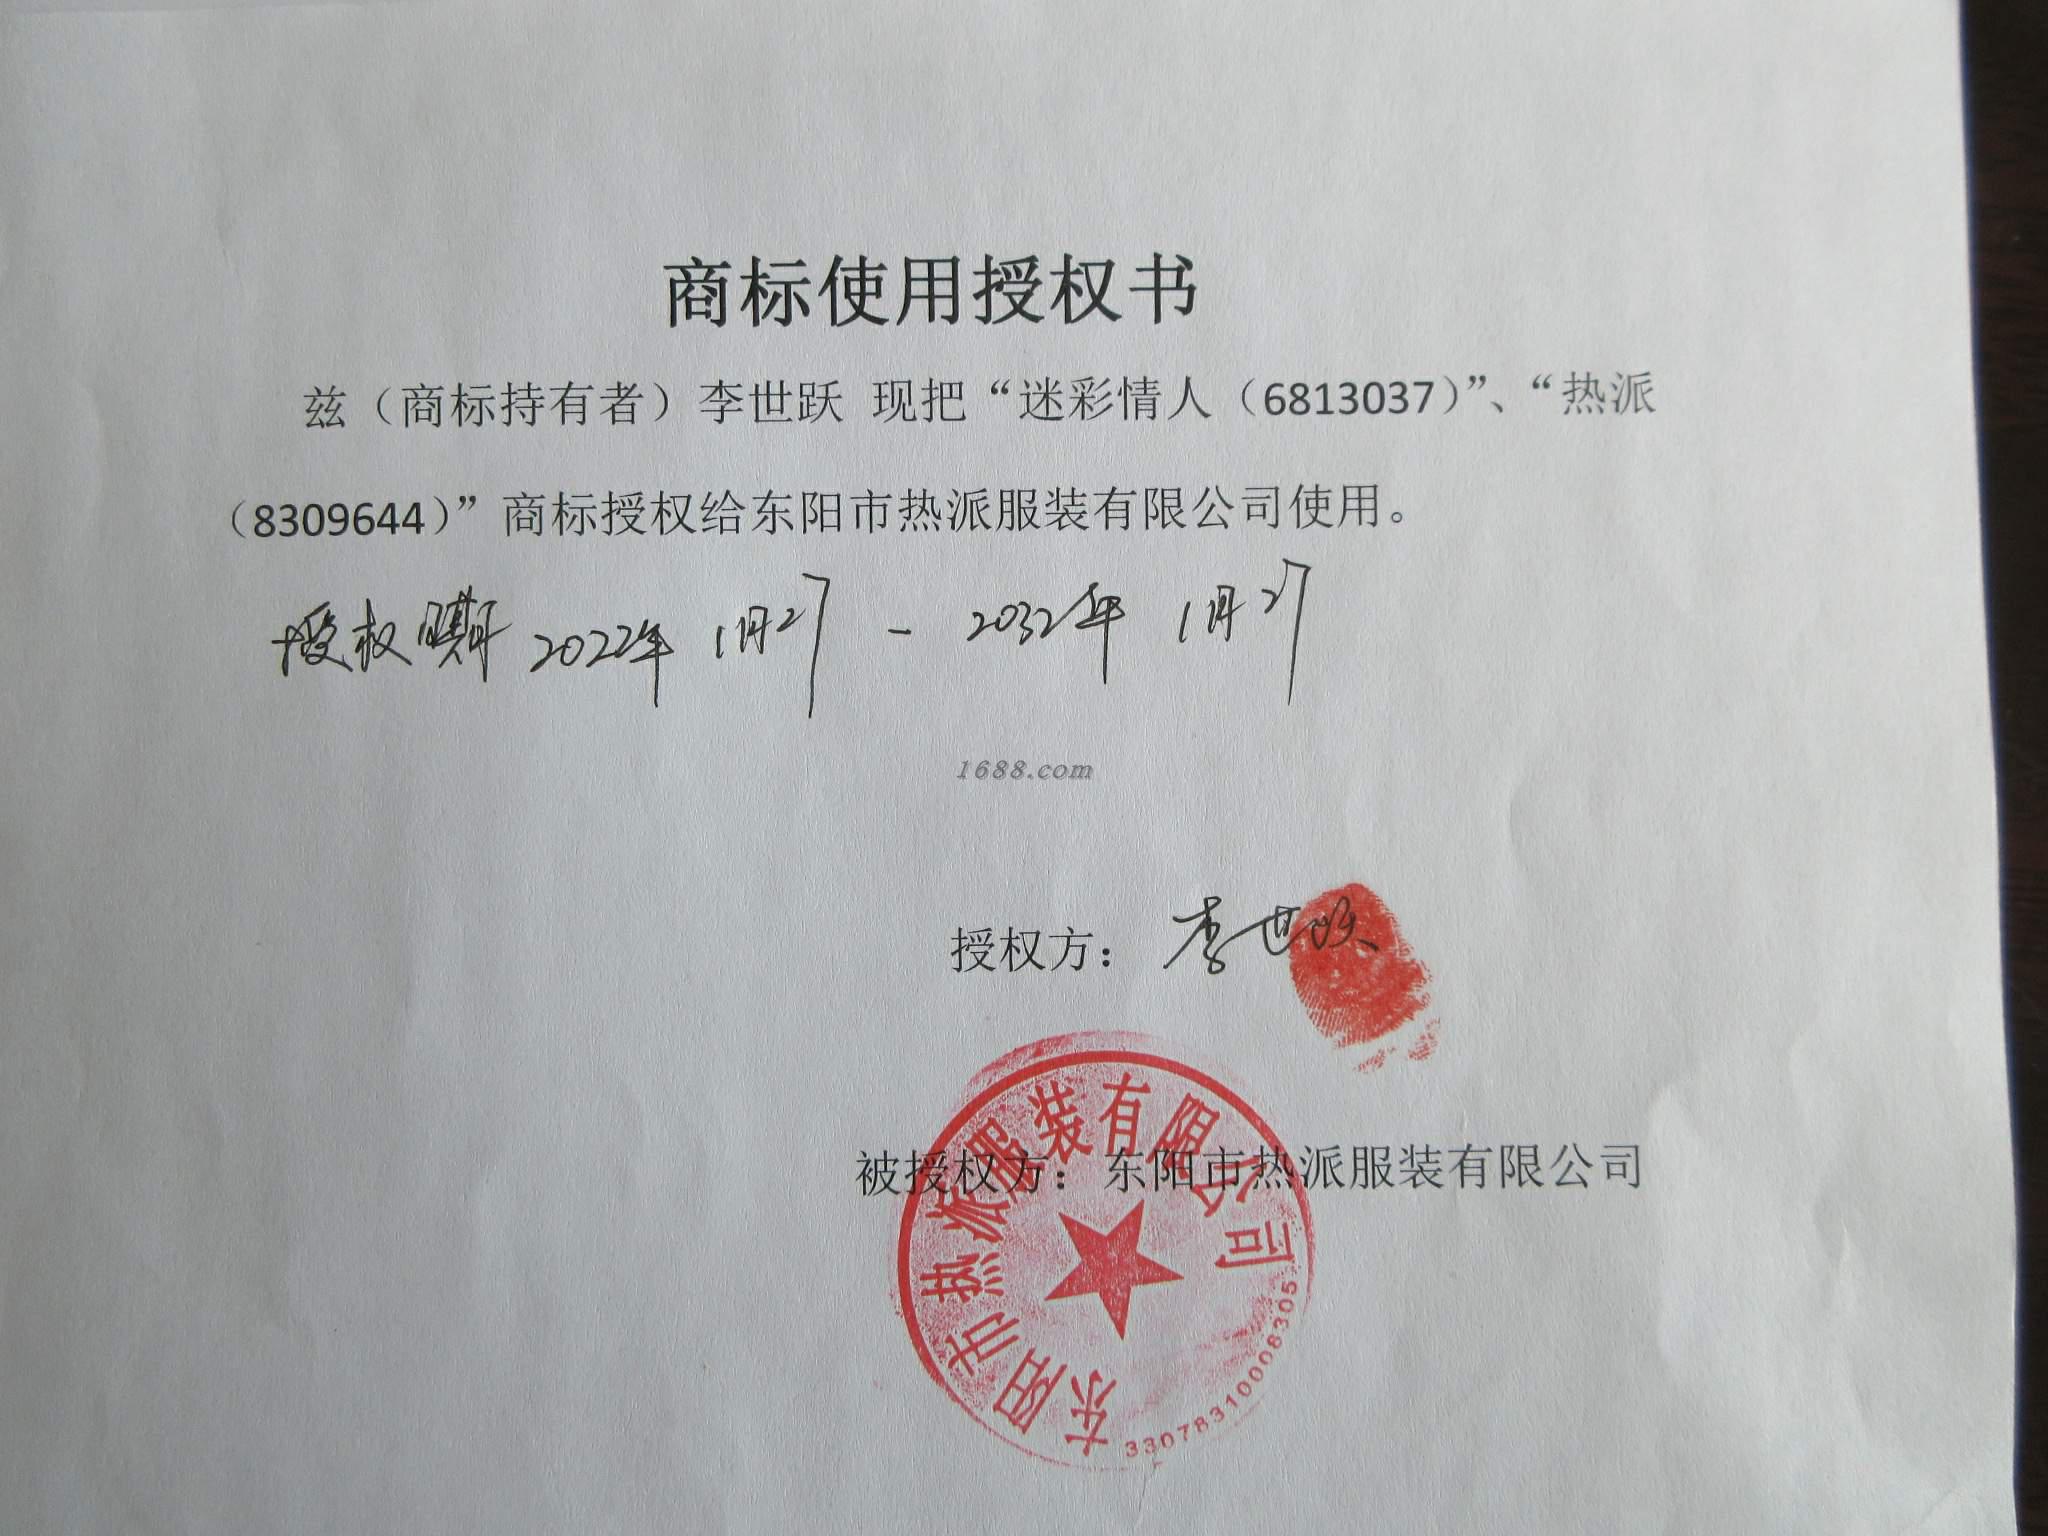 商标使用授权书
兹（商标持有者）李世跃 现把“迷彩情人（6813037）”、“热派
（8309644）”商标授权给东阳市热派服装有限公司使用。
授权期 2022年 1月27 - 2032年 1月27
1688.com
授权方： 李世跃
被授权方： 东阳市热派服装有限公司
东阳市热派服装有限公司
33078310008305